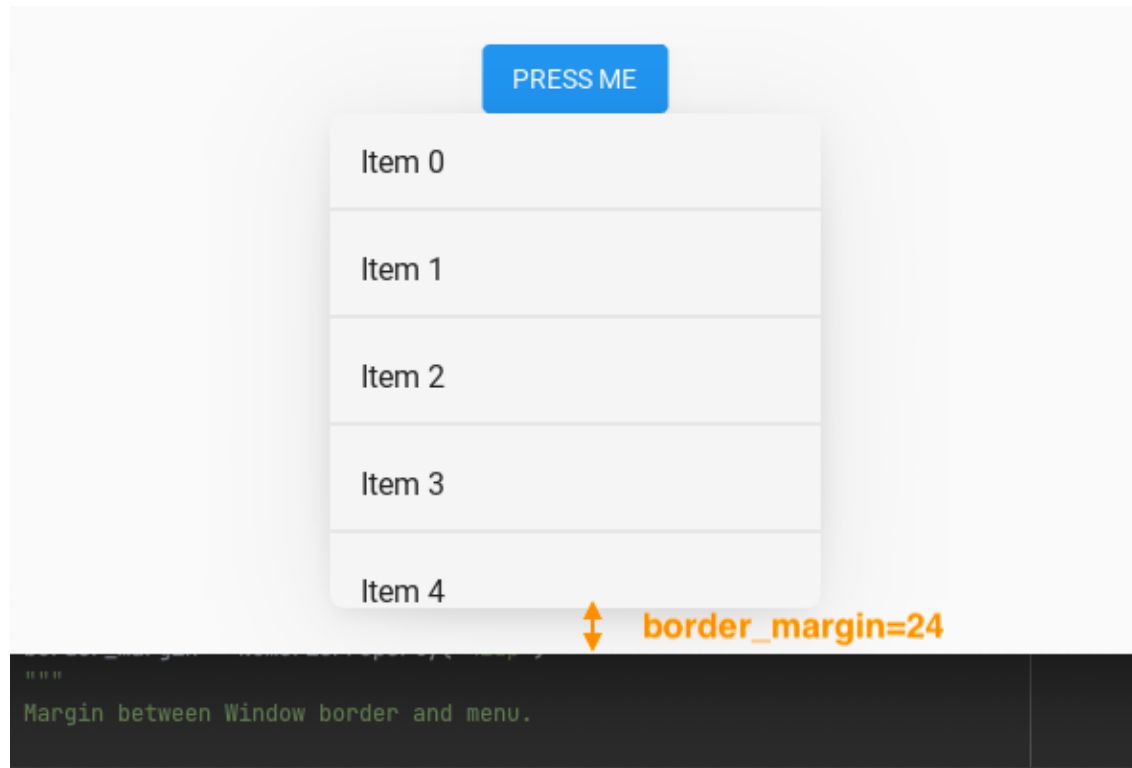 PRESS ME
Item 0
Item 1
Item 2
Item 3
Item 4
border_margin=24
"""
Margin between Window border and menu.